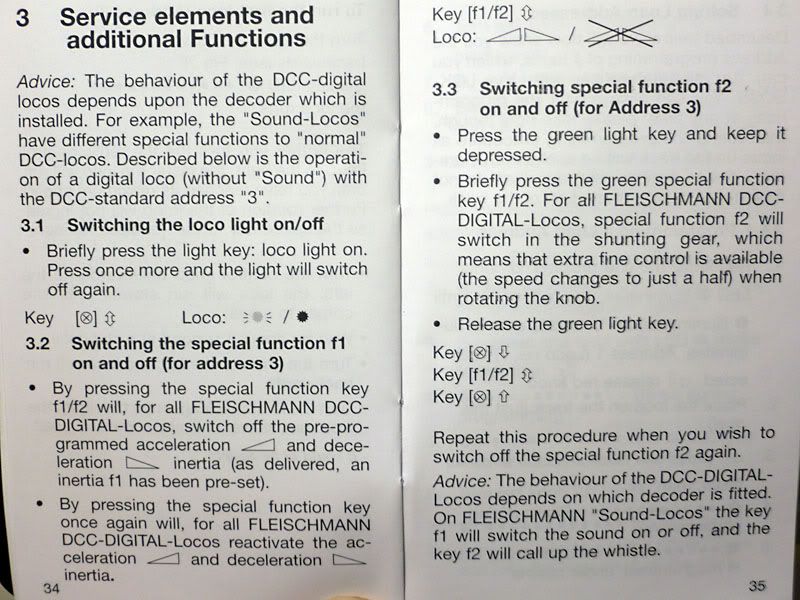 3 Service elements and
additional Functions
Advice: The behaviour of the DCC-digital
locos depends upon the decoder which is
installed. For example, the "Sound-Locos"
have different special functions to "normal"
DCC-locos. Described below is the operati-
on of a digital loco (without "Sound") with
the DCC-standard address "3".
3.1 Switching the loco light on/off
• Briefly press the light key: loco light on.
Press once more and the light will switch
off again.
Key [⊗] ⇳ Loco: /
3.2 Switching the special function f1
on and off (for address 3)
• By pressing the special function key
f1/f2 will, for all FLEISCHMANN DCC-
DIGITAL-Locos, switch off the pre-pro-
grammed acceleration and dece-
leration inertia (as delivered, an
inertia f1 has been pre-set).
• By pressing the special function key
once again will, for all FLEISCHMANN
DCC-DIGITAL-Locos reactivate the ac-
celeration and deceleration
inertia.
34
Key [f1/f2] ⇳
Loco: /
3.3 Switching special function f2
on and off (for Address 3)
• Press the green light key and keep it
depressed.
• Briefly press the green special function
key f1/f2. For all FLEISCHMANN DCC-
DIGITAL-Locos, special function f2 will
switch in the shunting gear, which
means that extra fine control is available
(the speed changes to just a half) when
rotating the knob.
• Release the green light key.
Key [⊗] ⇩
Key [f1/f2] ⇳
Key [⊗] ⇧
Repeat this procedure when you wish to
switch off the special function f2 again.
Advice: The behaviour of the DCC-DIGITAL-
Locos depends on which decoder is fitted.
On FLEISCHMANN "Sound-Locos" the key
f1 will switch the sound on or off, and the
key f2 will call up the whistle.
35